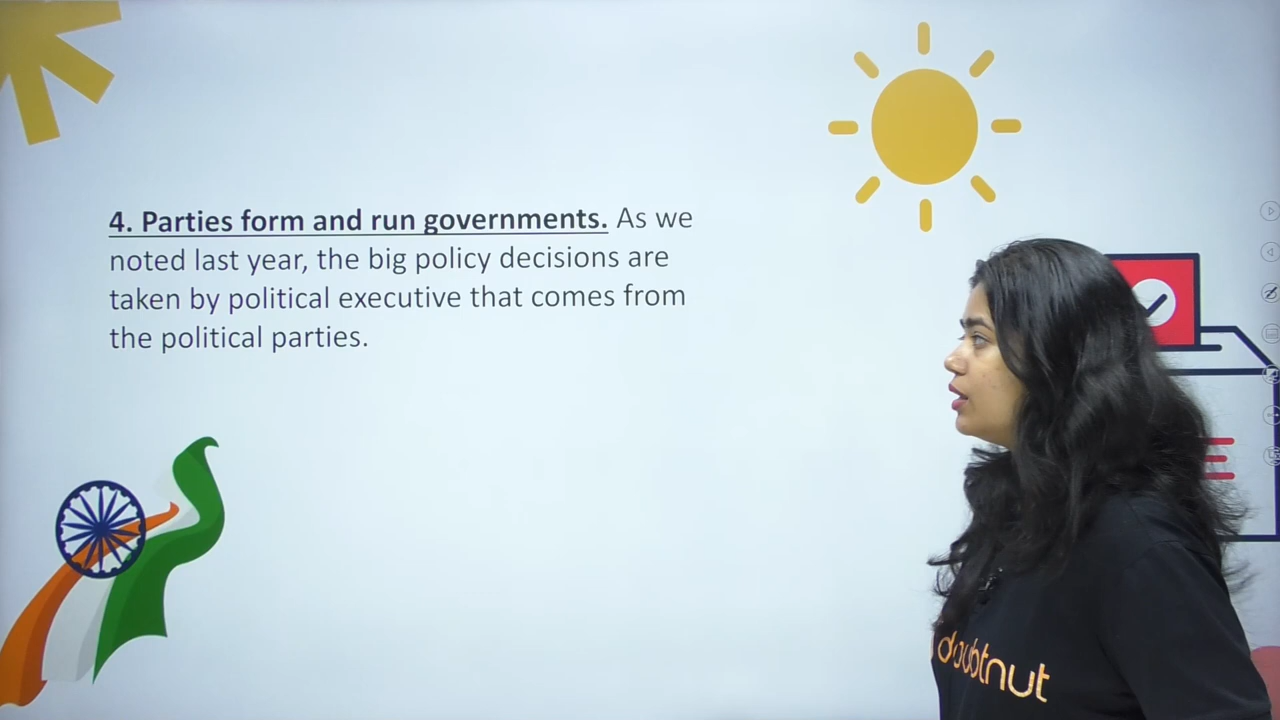 4. Parties form and run governments. As we
noted last year, the big policy decisions are
taken by political executive that comes from
the political parties.
doubtnut